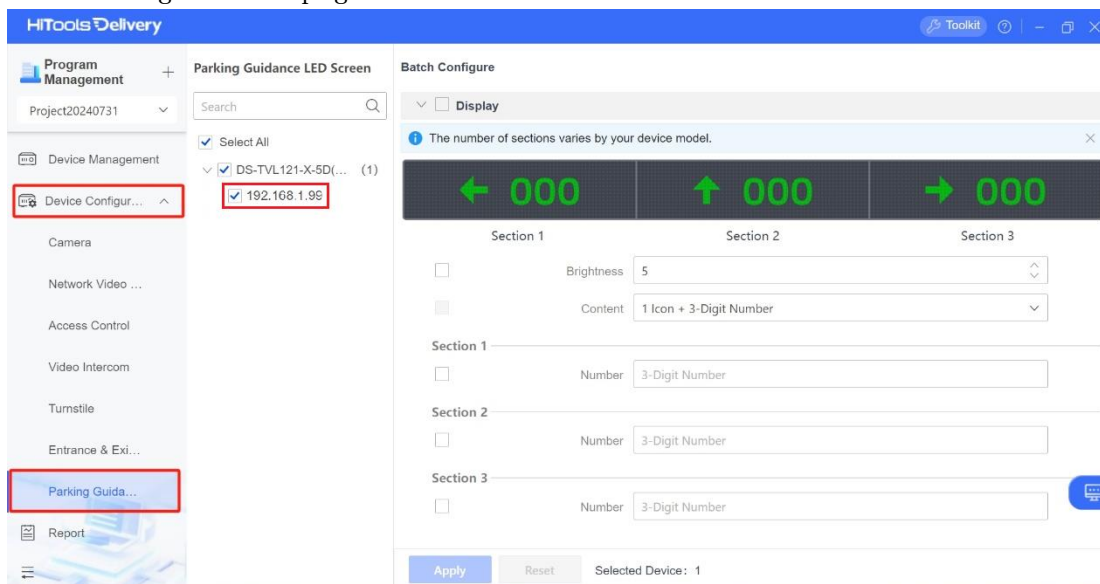 HiTools Delivery
Toolkit
Program
Management
Project20240731
Device Management
Device Configur...
Camera
Network Video ...
Access Control
Video Intercom
Turnstile
Entrance & Exi...
Parking Guida...
Report
Parking Guidance LED Screen
Search
Select All
DS-TVL121-X-5D(... (1)
192.168.1.99
Batch Configure
Display
The number of sections varies by your device model.
← 000 ↑ 000 → 000
Section 1 Section 2 Section 3
Brightness 5
Content 1 Icon + 3-Digit Number
Section 1
Number 3-Digit Number
Section 2
Number 3-Digit Number
Section 3
Number 3-Digit Number
Apply Reset Selected Device: 1